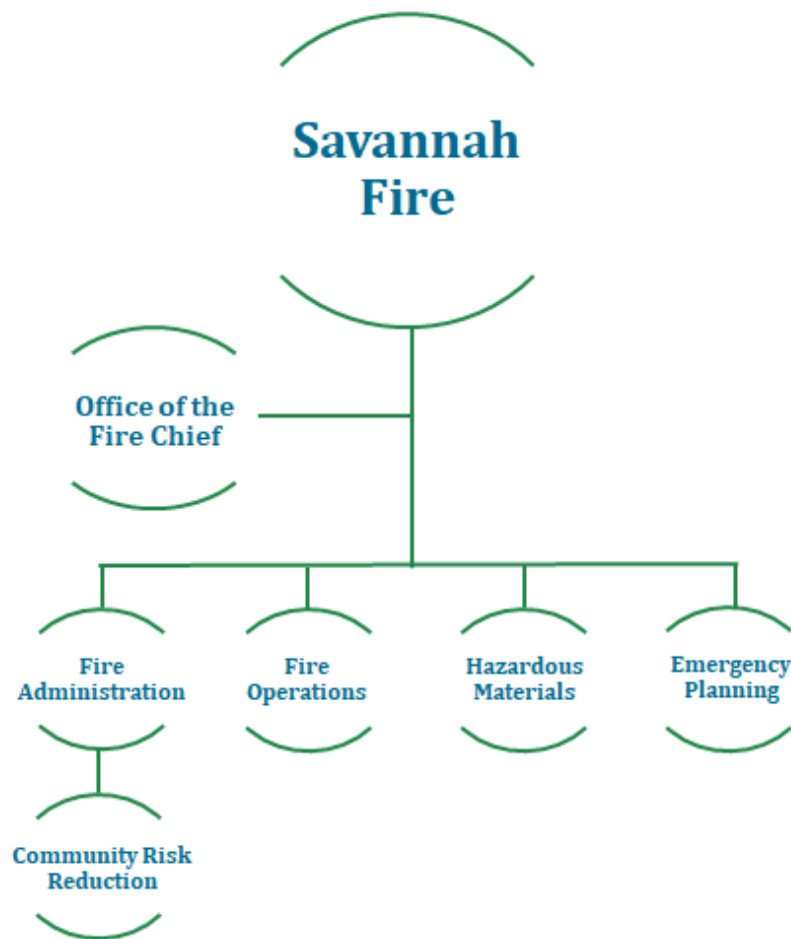 Savannah
Fire
Office of the
Fire Chief
Fire
Administration
Fire
Operations
Hazardous
Materials
Emergency
Planning
Community Risk
Reduction